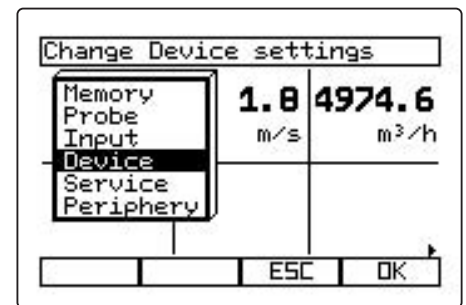 Change Device settings
Memory
Probe
Input
Device
Service
Periphery
1.8 4974.6
m/s m³/h
ESC OK